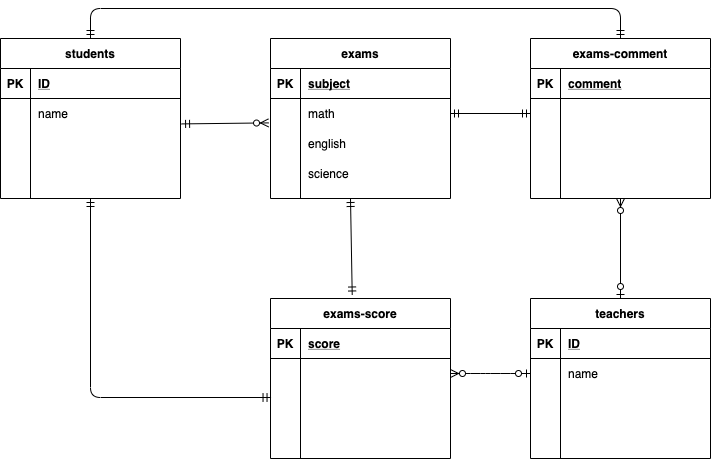 students
PK ID
name
exams
PK subject
math
english
science
exams-comment
PK comment
exams-score
PK score
teachers
PK ID
name